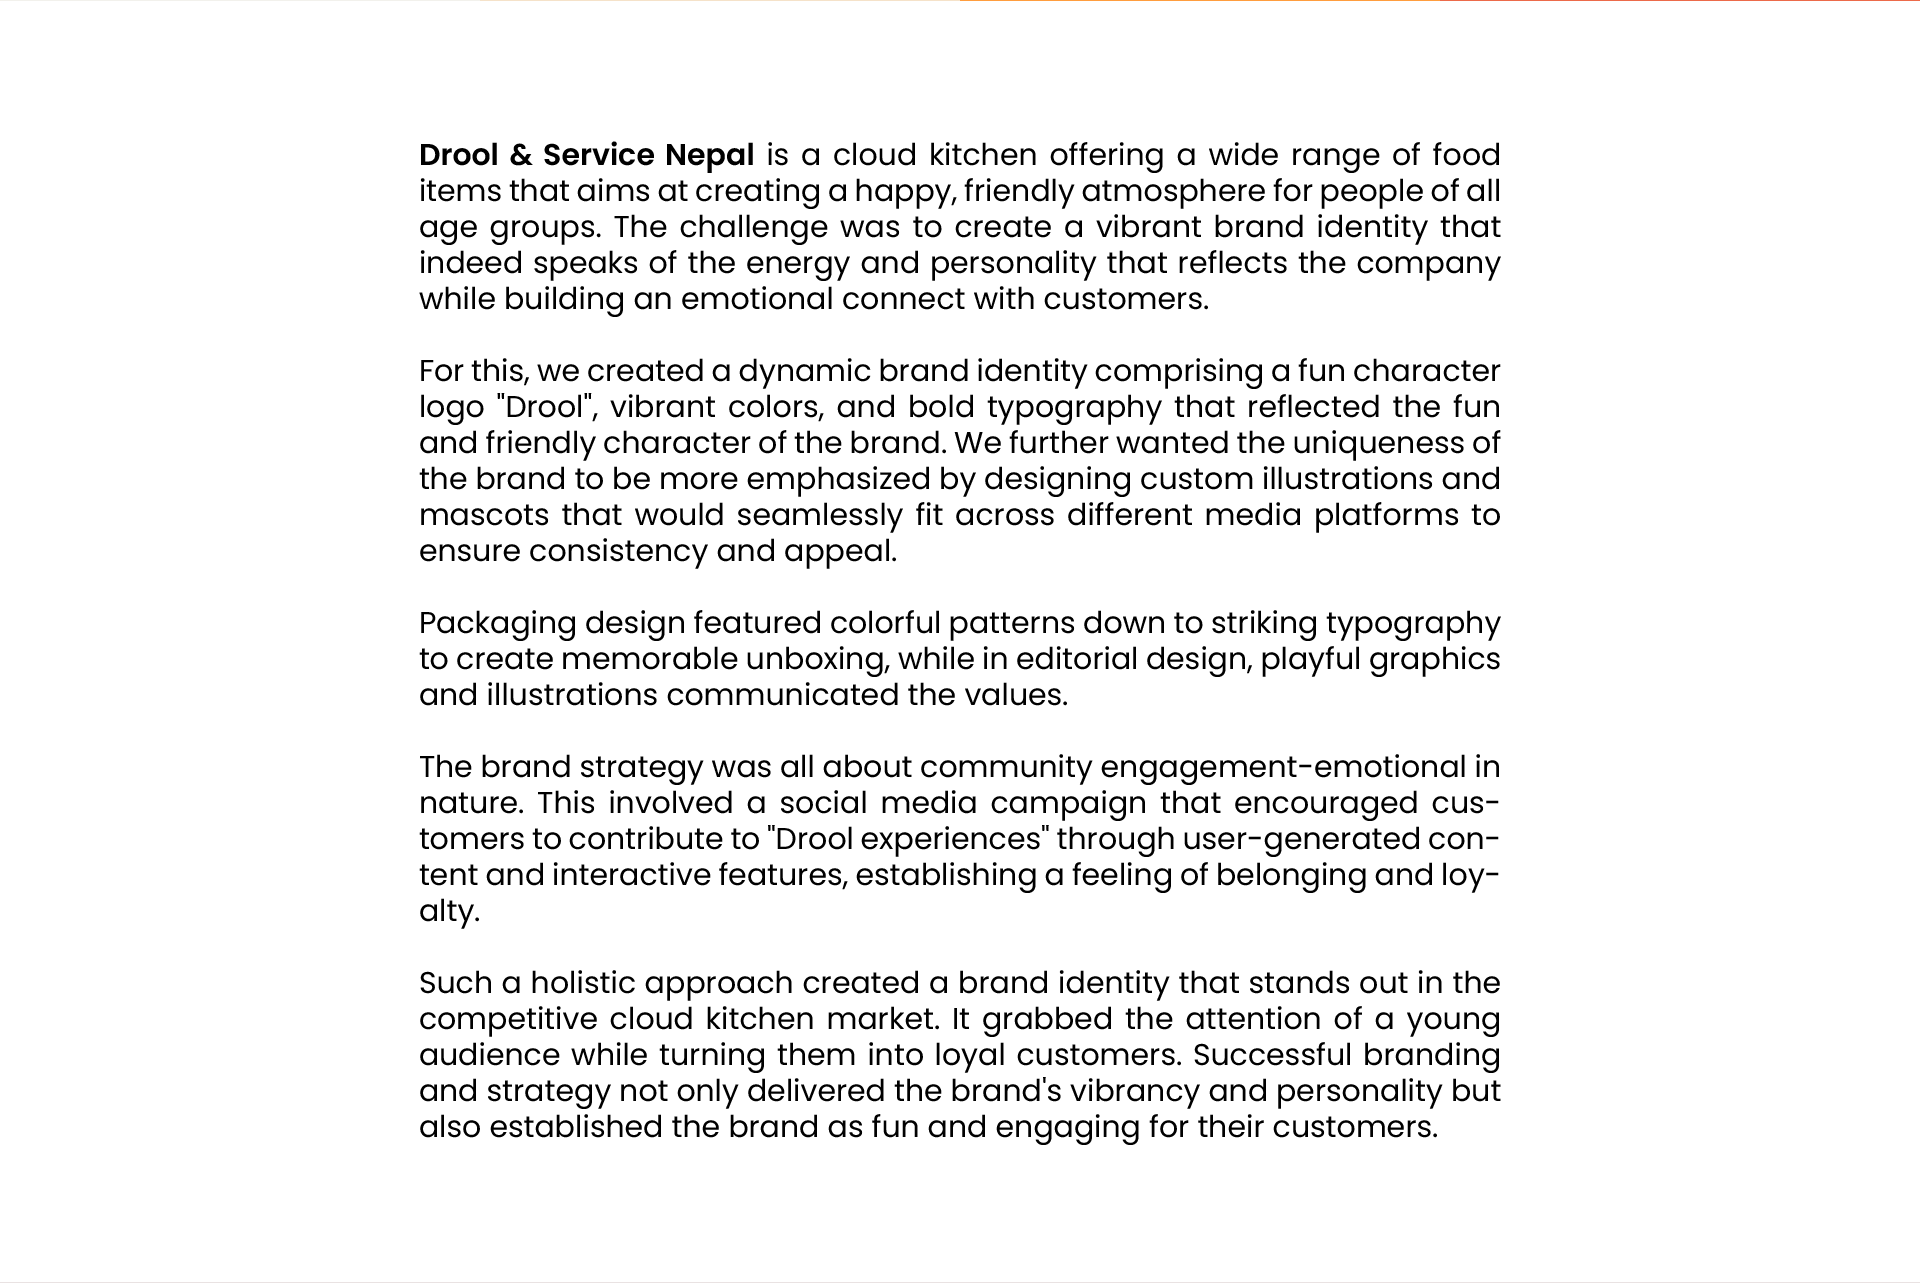 Drool & Service Nepal is a cloud kitchen offering a wide range of food
items that aims at creating a happy, friendly atmosphere for people of all
age groups. The challenge was to create a vibrant brand identity that
indeed speaks of the energy and personality that reflects the company
while building an emotional connect with customers.
For this, we created a dynamic brand identity comprising a fun character
logo "Drool", vibrant colors, and bold typography that reflected the fun
and friendly character of the brand. We further wanted the uniqueness of
the brand to be more emphasized by designing custom illustrations and
mascots that would seamlessly fit across different media platforms to
ensure consistency and appeal.
Packaging design featured colorful patterns down to striking typography
to create memorable unboxing, while in editorial design, playful graphics
and illustrations communicated the values.
The brand strategy was all about community engagement-emotional in
nature. This involved a social media campaign that encouraged cus-
tomers to contribute to "Drool experiences" through user-generated con-
tent and interactive features, establishing a feeling of belonging and loy-
alty.
Such a holistic approach created a brand identity that stands out in the
competitive cloud kitchen market. It grabbed the attention of a young
audience while turning them into loyal customers. Successful branding
and strategy not only delivered the brand's vibrancy and personality but
also established the brand as fun and engaging for their customers.